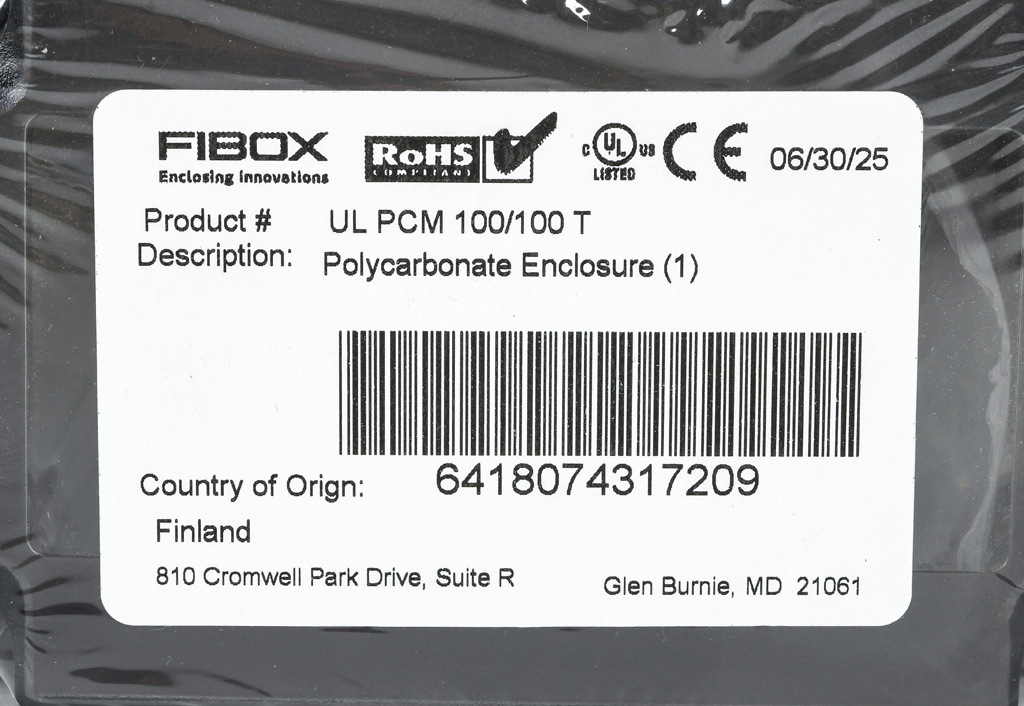 FIBOX
Enclosing Innovations
RoHS
COMPLIANT
C UL US
LISTED
CE
06/30/25
Product # UL PCM 100/100 T
Description: Polycarbonate Enclosure (1)
6418074317209
Country of Orign:
Finland
810 Cromwell Park Drive, Suite R Glen Burnie, MD 21061